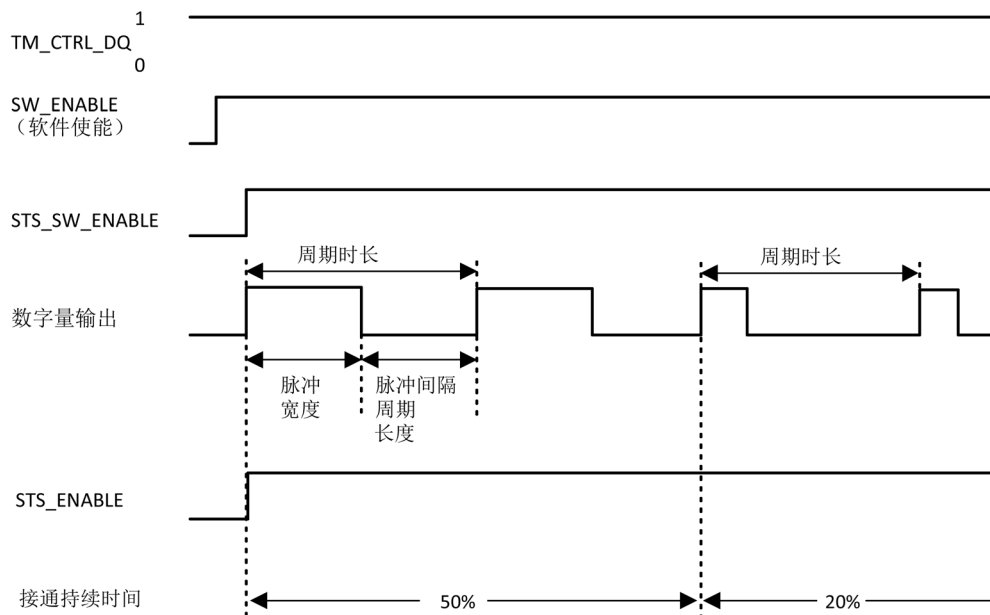 1
TM_CTRL_DQ
0
SW_ENABLE
（软件使能）
STS_SW_ENABLE
周期时长
周期时长
数字量输出
脉冲
宽度
脉冲间隔
周期
长度
STS_ENABLE
接通持续时间
50%
20%